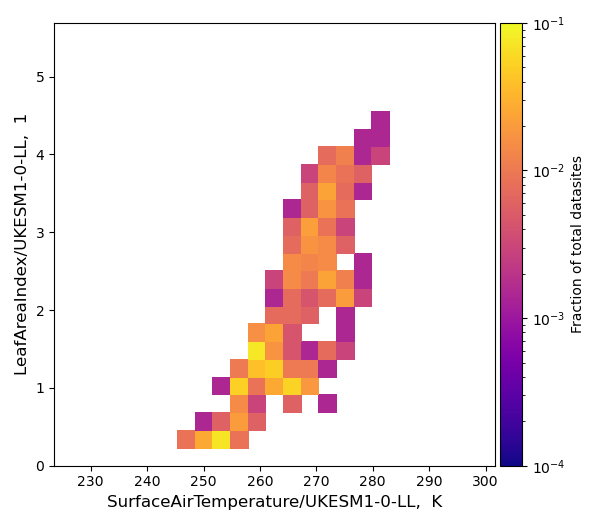 5
4
3
2
1
0
230 240 250 260 270 280 290 300
SurfaceAirTemperature/UKESM1-0-LL,  K
LeafAreaIndex/UKESM1-0-LL,  1
10⁻¹
10⁻²
10⁻³
10⁻⁴
Fraction of total datasites